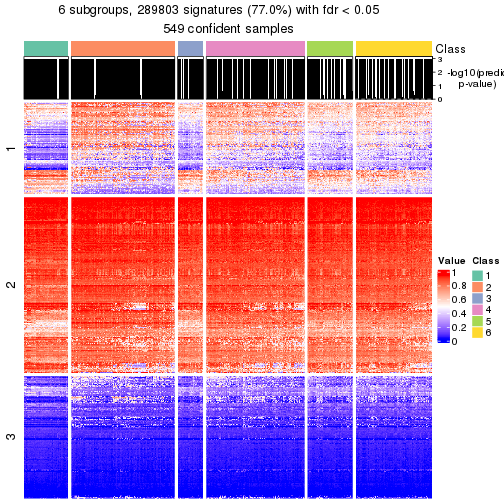 6 subgroups, 289803 signatures (77.0%) with fdr < 0.05
549 confident samples
Class
3
2
1
0
-log10(predi
p-value)
1
2
3
Value
1
0.8
0.6
0.4
0.2
0
Class
1
2
3
4
5
6